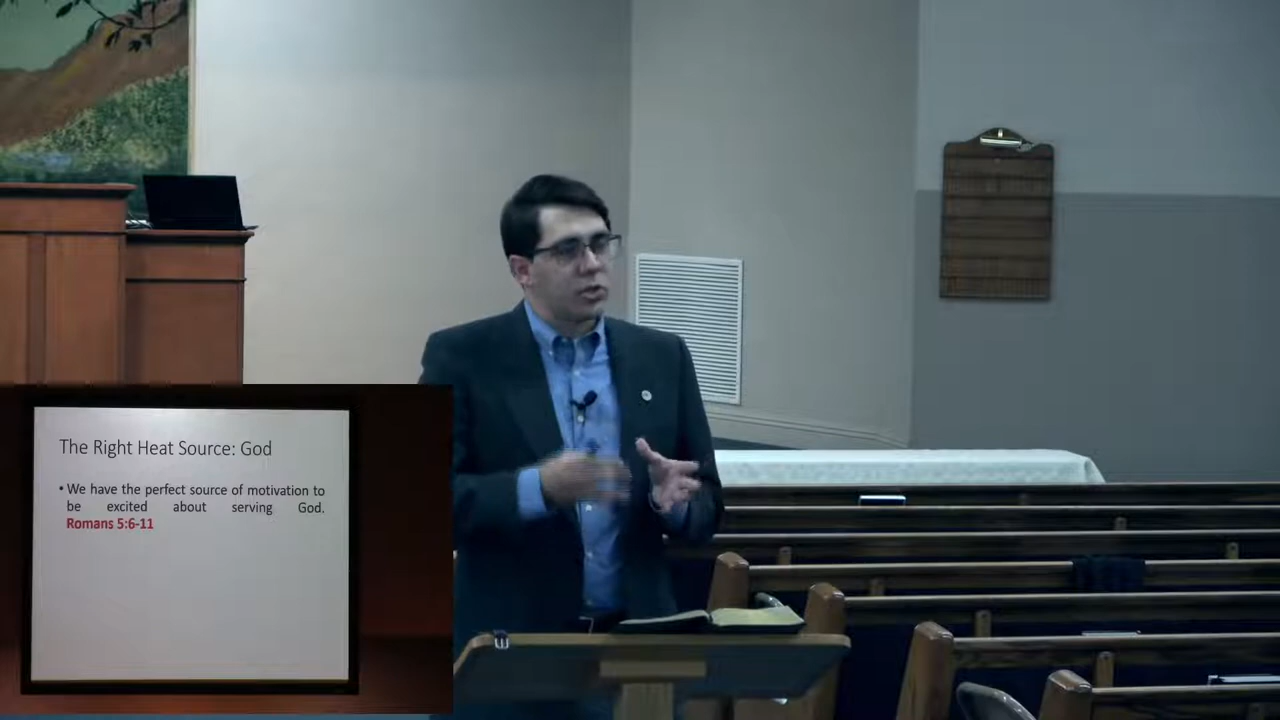 The Right Heat Source: God
• We have the perfect source of motivation to
be excited about serving God.
Romans 5:6-11